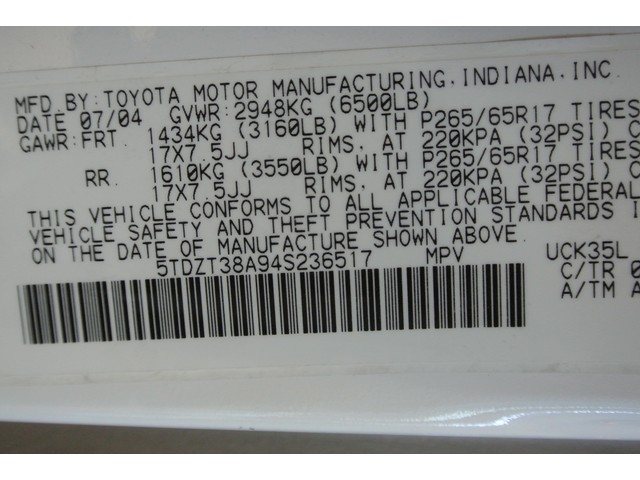 MFD.BY:TOYOTA MOTOR MANUFACTURING,INDIANA,INC.
DATE 07/04 GVWR:2948KG (6500LB)
GAWR:FRT. 1434KG (3160LB) WITH P265/65R17 TIRES
17X7.5JJ RIMS, AT 220KPA (32PSI) C
RR. 1610KG (3550LB) WITH P265/65R17 TIRES
17X7.5JJ RIMS, AT 220KPA (32PSI) C
THIS VEHICLE CONFORMS TO ALL APPLICABLE FEDERAL
VEHICLE SAFETY AND THEFT PREVENTION STANDARDS I
ON THE DATE OF MANUFACTURE SHOWN ABOVE.
5TDZT38A94S236517 MPV UCK35L
C/TR 0
A/TM A